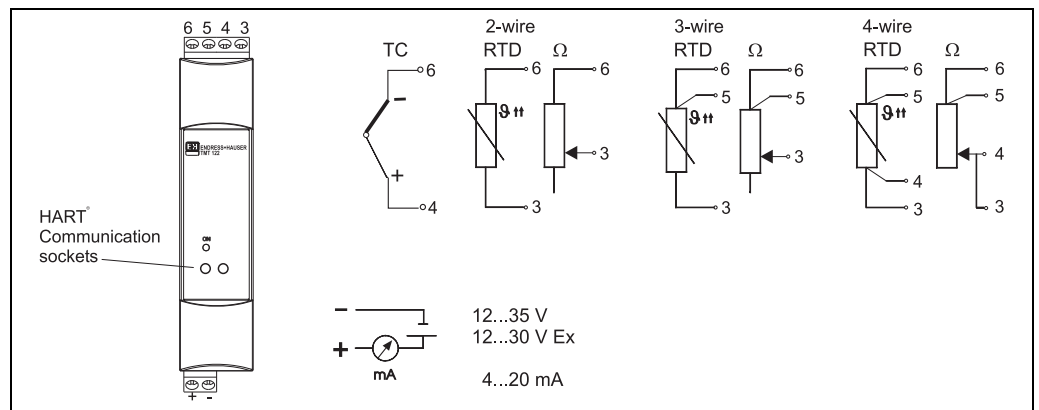 6 5 4 3
ENDRESS+HAUSER
TMT 122
HART®
Communication
sockets
ON
+ -
TC
6
-
+
4
2-wire
RTD Ω
6 6
ϑ
3
3
3-wire
RTD Ω
6 6
5 5
ϑ
3
3
4-wire
RTD Ω
6 6
5 5
ϑ
4
4
3 3
-
+
mA
12...35 V
12...30 V Ex
4...20 mA